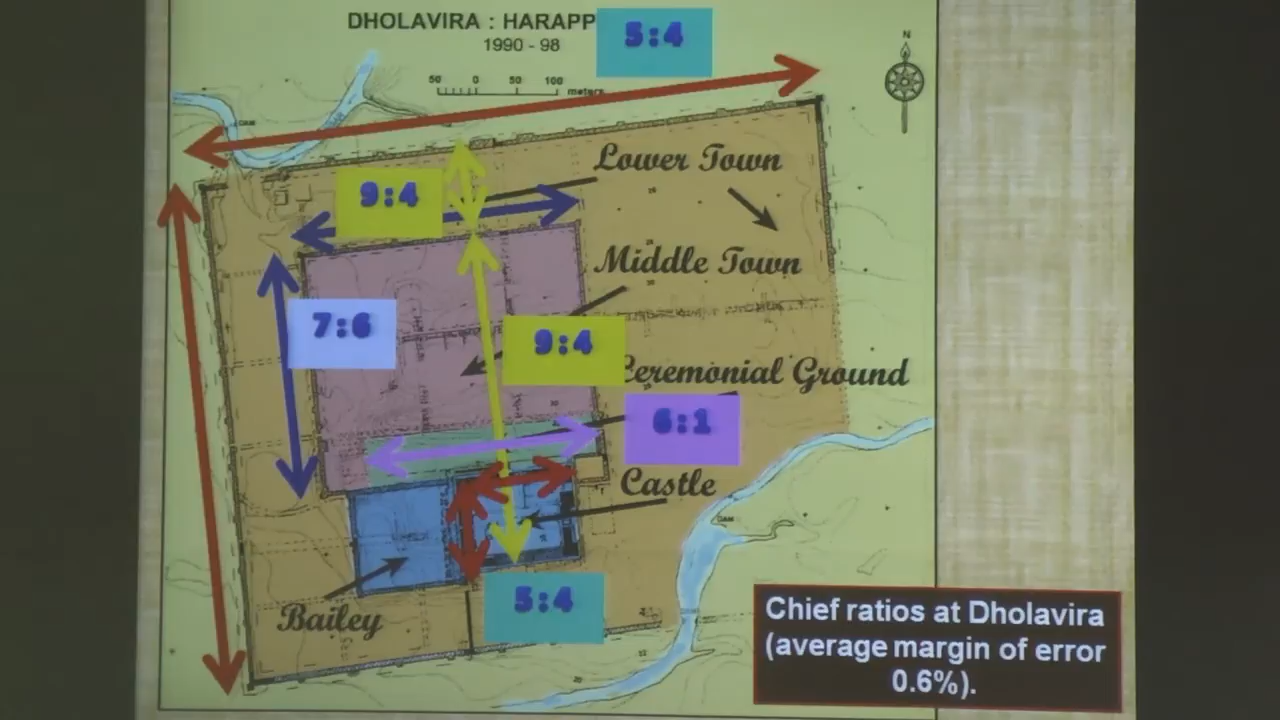 DHOLAVIRA : HARAPP
1990 - 98
5:4
N
50 0 50 100
meters
DAM
Lower Town
9:4
Middle Town
7:6
9:4
Ceremonial Ground
6:1
Castle
DAM
5:4
Bailey
Chief ratios at Dholavira
(average margin of error
0.6%).